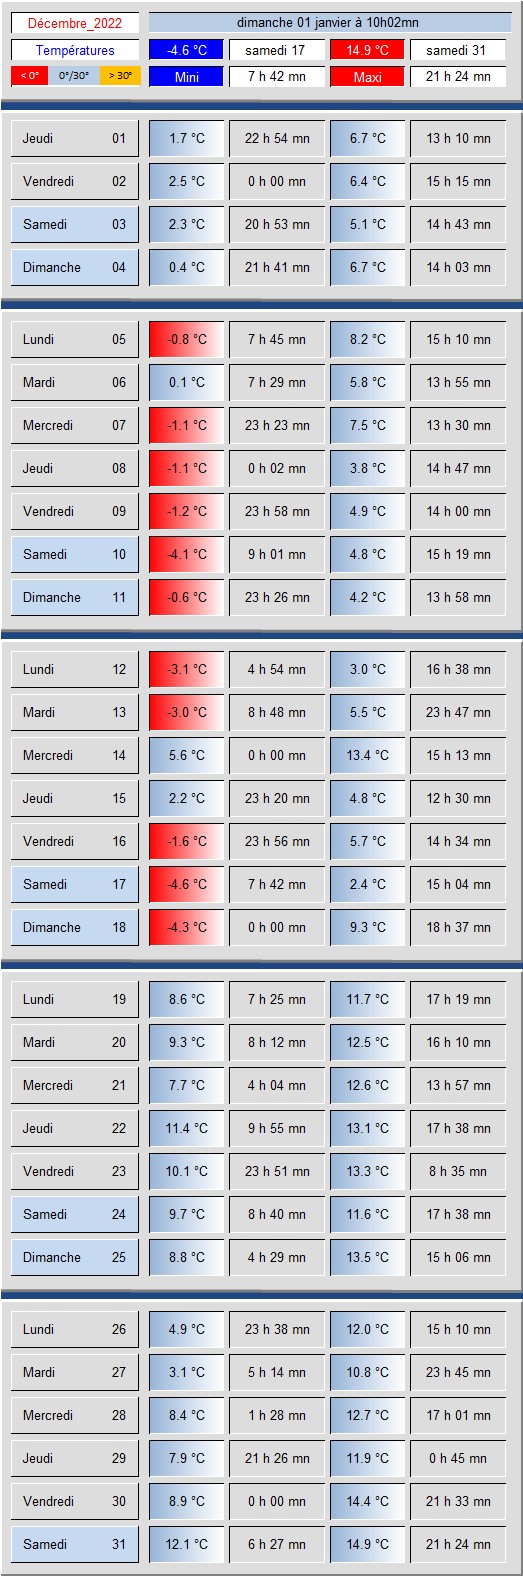 Décembre_2022 dimanche 01 janvier à 10h02mn
Températures -4.6 °C samedi 17 14.9 °C samedi 31
< 0° 0°/30° > 30° Mini 7 h 42 mn Maxi 21 h 24 mn
Jeudi 01 1.7 °C 22 h 54 mn 6.7 °C 13 h 10 mn
Vendredi 02 2.5 °C 0 h 00 mn 6.4 °C 15 h 15 mn
Samedi 03 2.3 °C 20 h 53 mn 5.1 °C 14 h 43 mn
Dimanche 04 0.4 °C 21 h 41 mn 6.7 °C 14 h 03 mn
Lundi 05 -0.8 °C 7 h 45 mn 8.2 °C 15 h 10 mn
Mardi 06 0.1 °C 7 h 29 mn 5.8 °C 13 h 55 mn
Mercredi 07 -1.1 °C 23 h 23 mn 7.5 °C 13 h 30 mn
Jeudi 08 -1.1 °C 0 h 02 mn 3.8 °C 14 h 47 mn
Vendredi 09 -1.2 °C 23 h 58 mn 4.9 °C 14 h 00 mn
Samedi 10 -4.1 °C 9 h 01 mn 4.8 °C 15 h 19 mn
Dimanche 11 -0.6 °C 23 h 26 mn 4.2 °C 13 h 58 mn
Lundi 12 -3.1 °C 4 h 54 mn 3.0 °C 16 h 38 mn
Mardi 13 -3.0 °C 8 h 48 mn 5.5 °C 23 h 47 mn
Mercredi 14 5.6 °C 0 h 00 mn 13.4 °C 15 h 13 mn
Jeudi 15 2.2 °C 23 h 20 mn 4.8 °C 12 h 30 mn
Vendredi 16 -1.6 °C 23 h 56 mn 5.7 °C 14 h 34 mn
Samedi 17 -4.6 °C 7 h 42 mn 2.4 °C 15 h 04 mn
Dimanche 18 -4.3 °C 0 h 00 mn 9.3 °C 18 h 37 mn
Lundi 19 8.6 °C 7 h 25 mn 11.7 °C 17 h 19 mn
Mardi 20 9.3 °C 8 h 12 mn 12.5 °C 16 h 10 mn
Mercredi 21 7.7 °C 4 h 04 mn 12.6 °C 13 h 57 mn
Jeudi 22 11.4 °C 9 h 55 mn 13.1 °C 17 h 38 mn
Vendredi 23 10.1 °C 23 h 51 mn 13.3 °C 8 h 35 mn
Samedi 24 9.7 °C 8 h 40 mn 11.6 °C 17 h 38 mn
Dimanche 25 8.8 °C 4 h 29 mn 13.5 °C 15 h 06 mn
Lundi 26 4.9 °C 23 h 38 mn 12.0 °C 15 h 10 mn
Mardi 27 3.1 °C 5 h 14 mn 10.8 °C 23 h 45 mn
Mercredi 28 8.4 °C 1 h 28 mn 12.7 °C 17 h 01 mn
Jeudi 29 7.9 °C 21 h 26 mn 11.9 °C 0 h 45 mn
Vendredi 30 8.9 °C 0 h 00 mn 14.4 °C 21 h 33 mn
Samedi 31 12.1 °C 6 h 27 mn 14.9 °C 21 h 24 mn